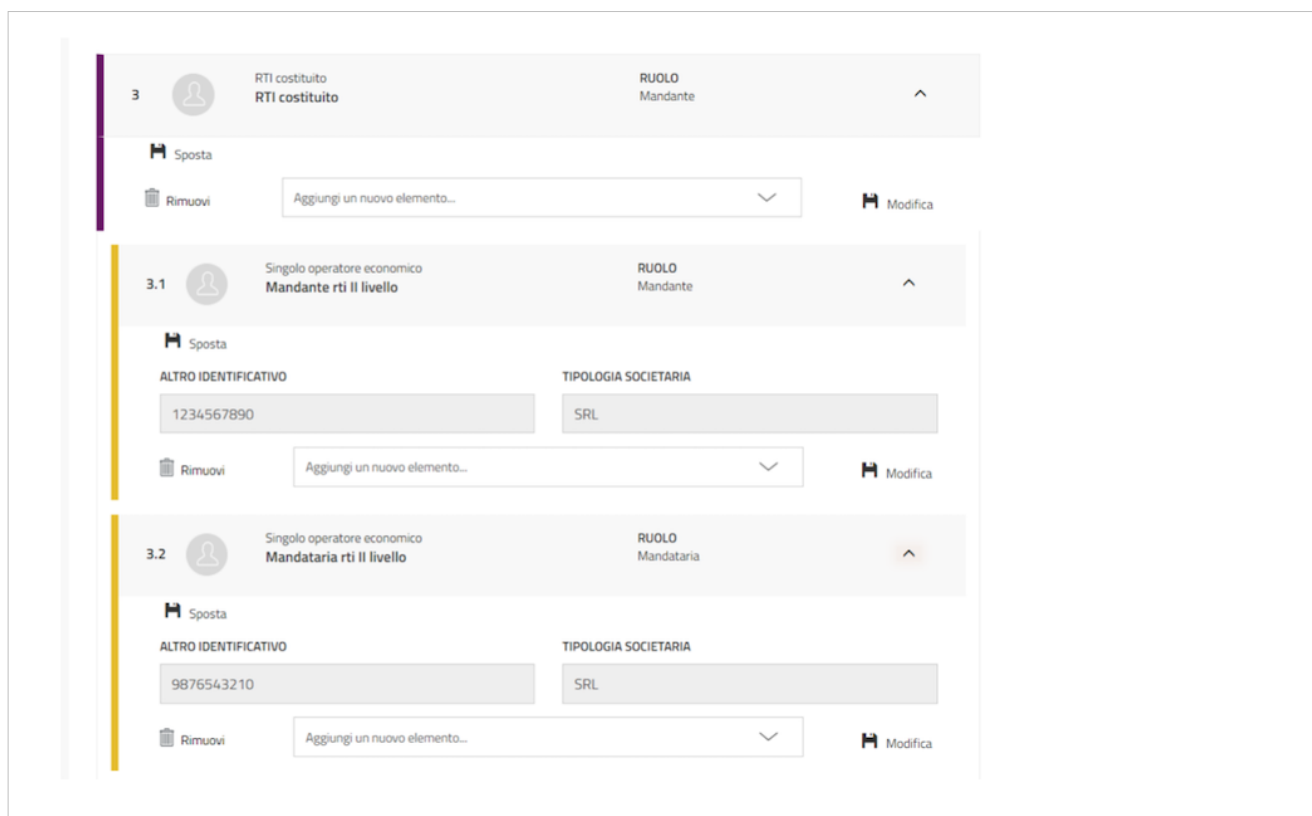 RTI costituito RUOLO
3 RTI costituito Mandante
Sposta
Rimuovi Aggiungi un nuovo elemento... Modifica
Singolo operatore economico RUOLO
3.1 Mandante rti II livello Mandante
Sposta
ALTRO IDENTIFICATIVO TIPOLOGIA SOCIETARIA
1234567890 SRL
Rimuovi Aggiungi un nuovo elemento... Modifica
Singolo operatore economico RUOLO
3.2 Mandataria rti II livello Mandataria
Sposta
ALTRO IDENTIFICATIVO TIPOLOGIA SOCIETARIA
9876543210 SRL
Rimuovi Aggiungi un nuovo elemento... Modifica